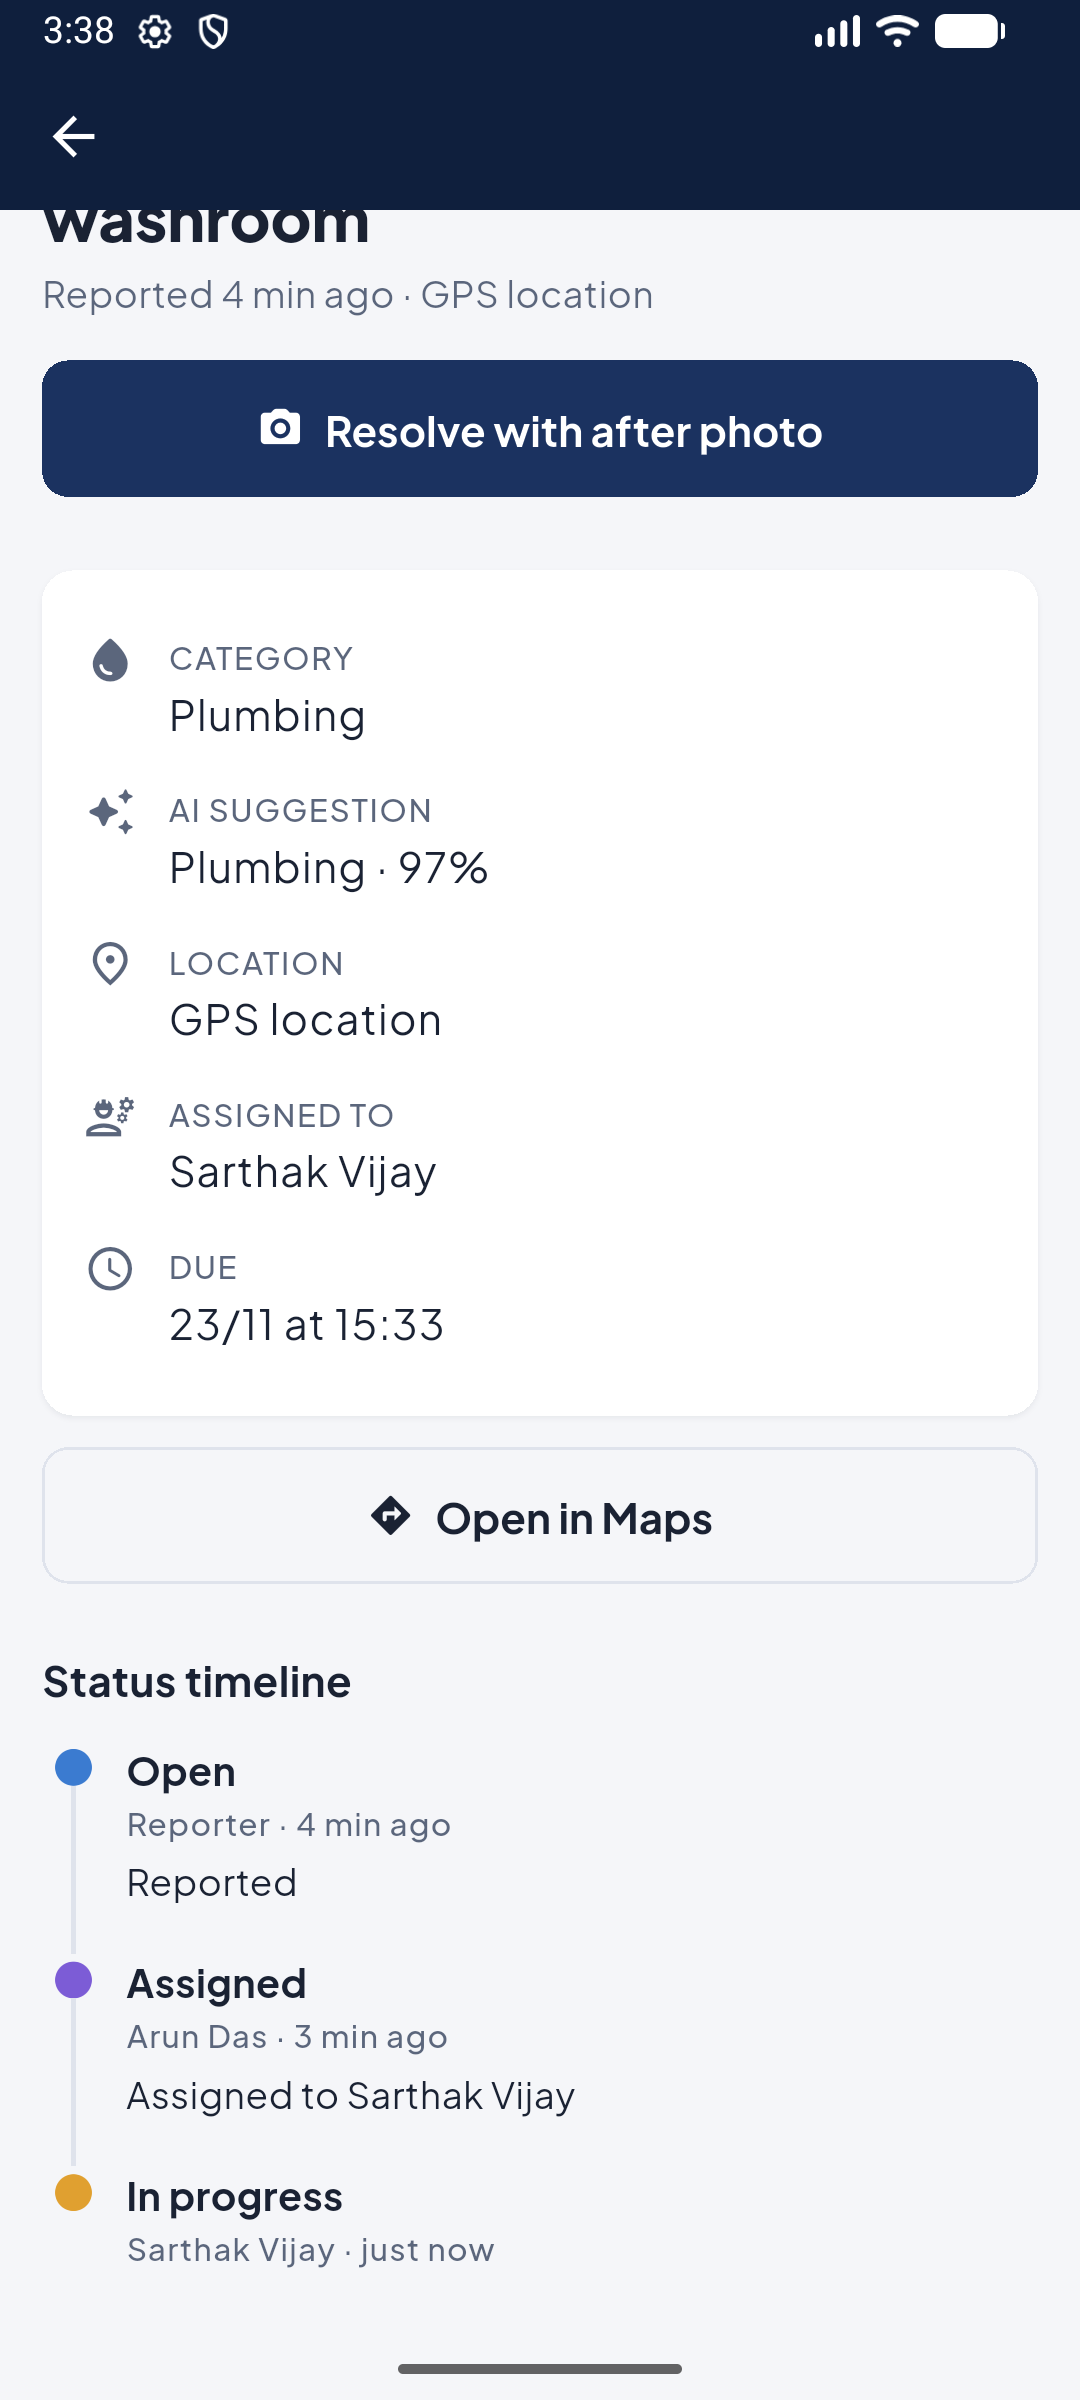 3:38
washroom
Reported 4 min ago · GPS location
Resolve with after photo
CATEGORY
Plumbing
AI SUGGESTION
Plumbing · 97%
LOCATION
GPS location
ASSIGNED TO
Sarthak Vijay
DUE
23/11 at 15:33
Open in Maps
Status timeline
Open
Reporter · 4 min ago
Reported
Assigned
Arun Das · 3 min ago
Assigned to Sarthak Vijay
In progress
Sarthak Vijay · just now